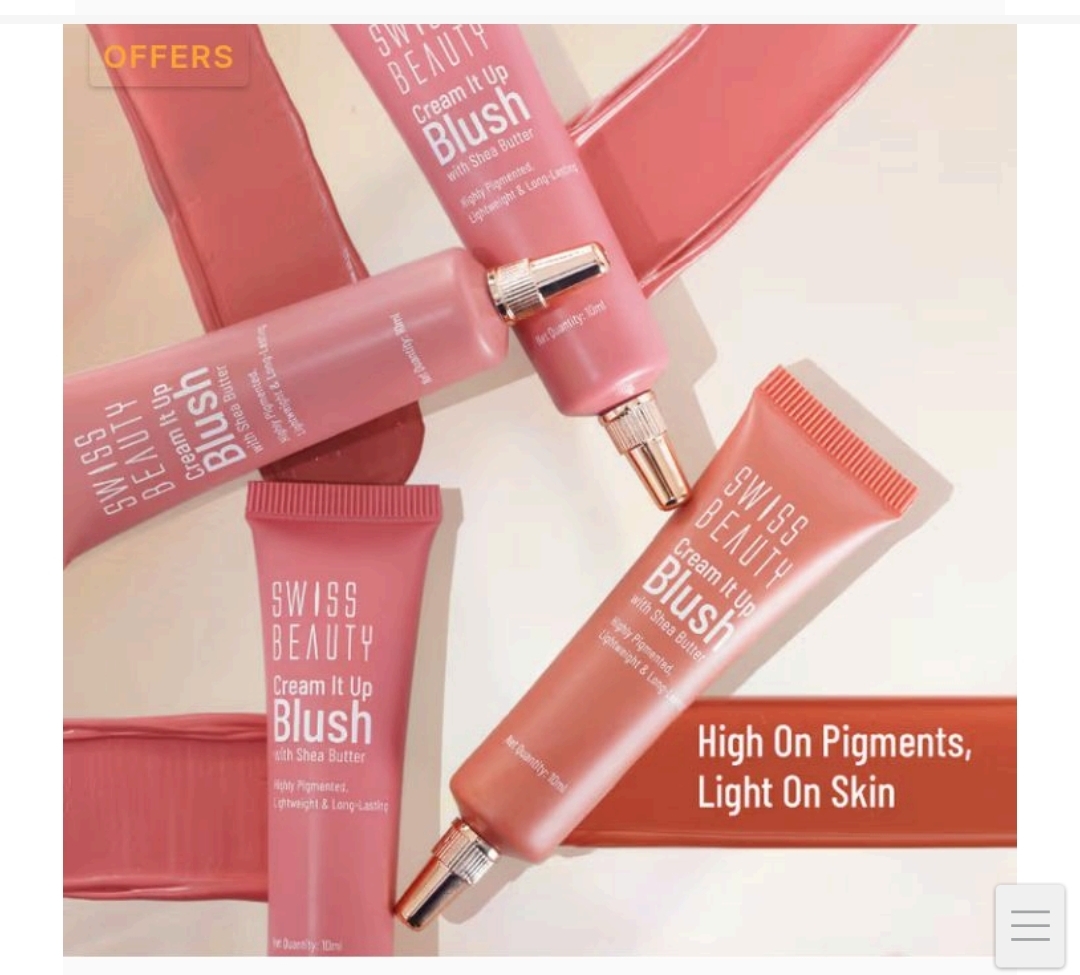 OFFERS
SWISS
BEAUTY
Cream It Up
Blush
with Shea Butter
Highly Pigmented,
Lightweight & Long-Lasting
Net Quantity: 10ml
SWISS
BEAUTY
Cream It Up
Blush
with Shea Butter
Highly Pigmented,
Lightweight & Long-Lasting
Net Quantity: 10ml
SWISS
BEAUTY
Cream It Up
Blush
with Shea Butter
Highly Pigmented,
Lightweight & Long-
Net Quantity: 10ml
SWISS
BEAUTY
Cream It Up
Blush
with Shea Butter
Highly Pigmented,
Lightweight & Long-Lasting
Net Quantity: 10ml
High On Pigments,
Light On Skin